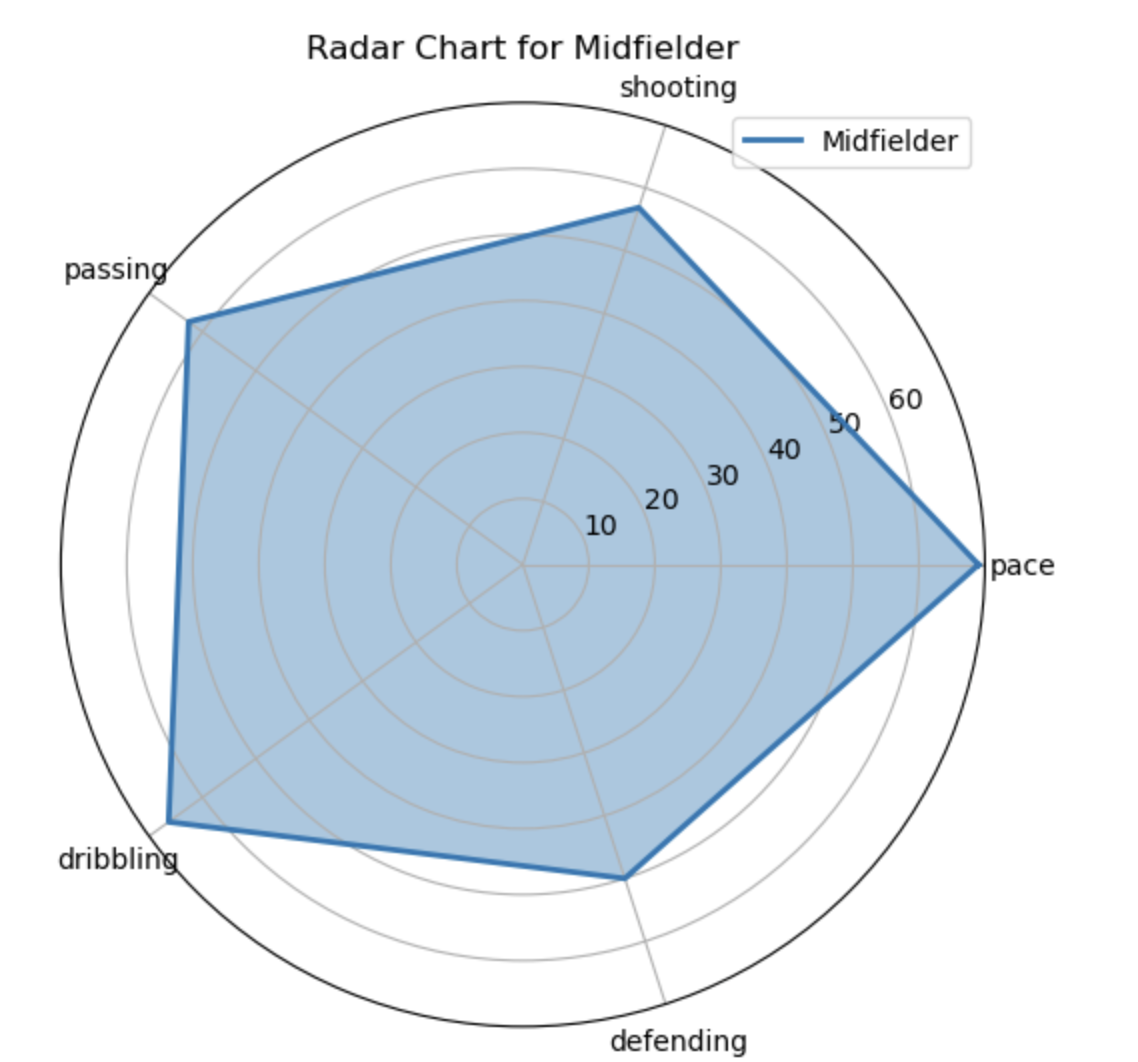 Radar Chart for Midfielder
shooting
Midfielder
passing
60
50
40
30
20
10
pace
dribbling
defending